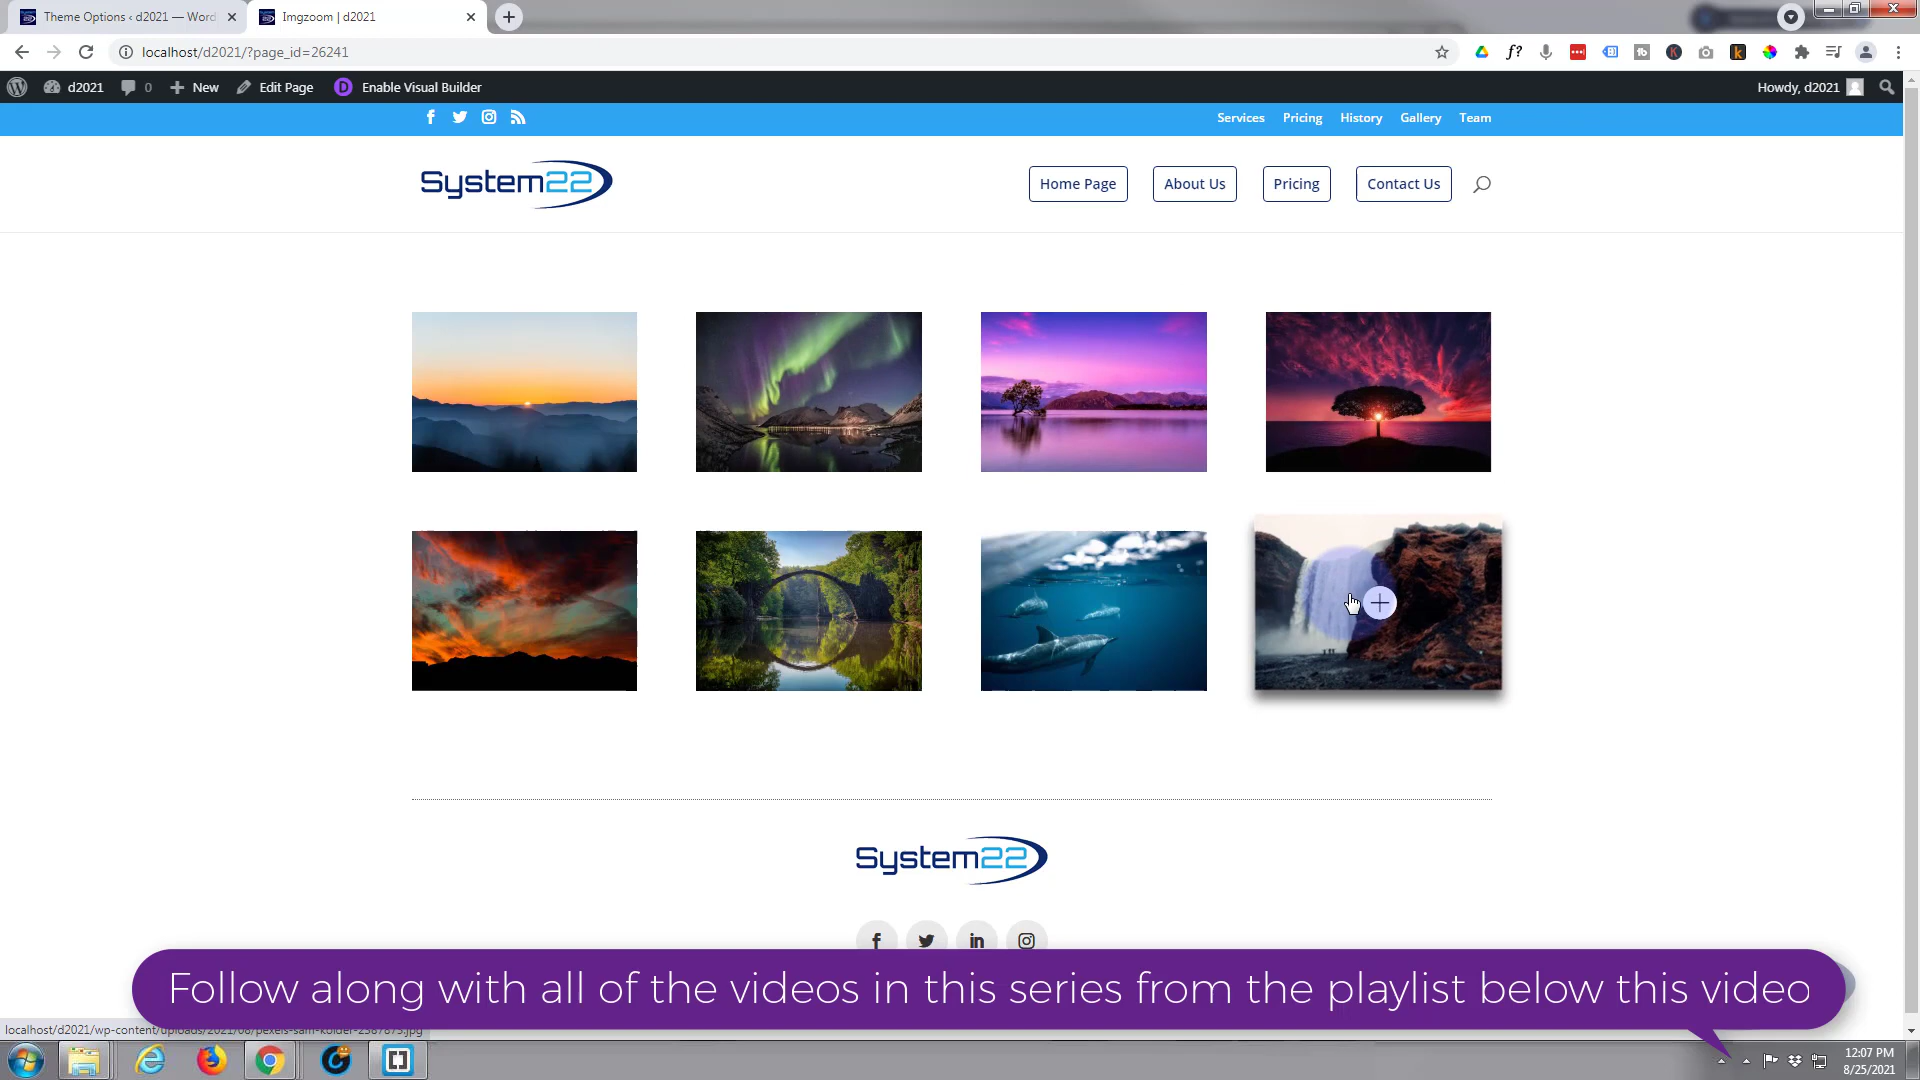 Theme Options ‹ d2021 — Word
Imgzoom | d2021
localhost/d2021/?page_id=26241
d2021
0
New
Edit Page
Enable Visual Builder
Howdy, d2021
Services
Pricing
History
Gallery
Team
System22
Home Page
About Us
Pricing
Contact Us
System22
Follow along with all of the videos in this series from the playlist below this video
12:07 PM
8/25/2021